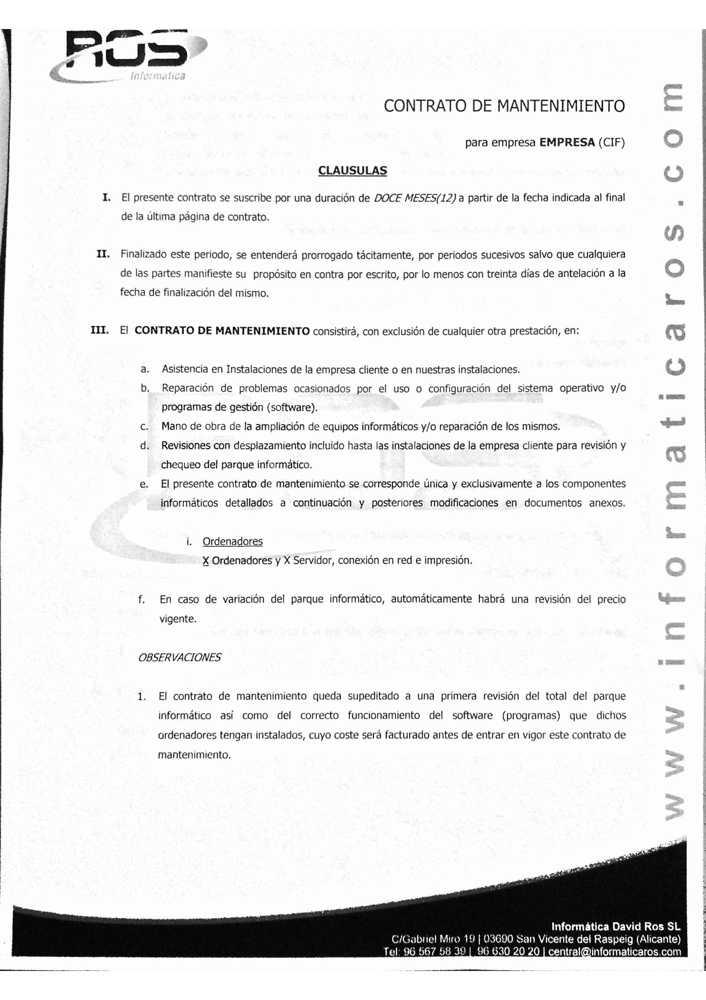 ROS
informática
CONTRATO DE MANTENIMIENTO
para empresa EMPRESA (CIF)
CLAUSULAS
I. El presente contrato se suscribe por una duración de DOCE MESES(12) a partir de la fecha indicada al final
de la última página de contrato.
II. Finalizado este periodo, se entenderá prorrogado tácitamente, por periodos sucesivos salvo que cualquiera
de las partes manifieste su propósito en contra por escrito, por lo menos con treinta días de antelación a la
fecha de finalización del mismo.
III. El CONTRATO DE MANTENIMIENTO consistirá, con exclusión de cualquier otra prestación, en:
a. Asistencia en Instalaciones de la empresa cliente o en nuestras instalaciones.
b. Reparación de problemas ocasionados por el uso o configuración del sistema operativo y/o
programas de gestión (software).
c. Mano de obra de la ampliación de equipos informáticos y/o reparación de los mismos.
d. Revisiones con desplazamiento incluido hasta las instalaciones de la empresa cliente para revisión y
chequeo del parque informático.
e. El presente contrato de mantenimiento se corresponde única y exclusivamente a los componentes
informáticos detallados a continuación y posteriores modificaciones en documentos anexos.
i. Ordenadores
X Ordenadores y X Servidor, conexión en red e impresión.
f. En caso de variación del parque informático, automáticamente habrá una revisión del precio
vigente.
OBSERVACIONES
1. El contrato de mantenimiento queda supeditado a una primera revisión del total del parque
informático así como del correcto funcionamiento del software (programas) que dichos
ordenadores tengan instalados, cuyo coste será facturado antes de entrar en vigor este contrato de
mantenimiento.
www.informaticaros.com
Informática David Ros SL
C/Gabriel Miro 19 | 03690 San Vicente del Raspeig (Alicante)
Tel: 96 567 58 39 | 96 630 20 20 | central@informaticaros.com